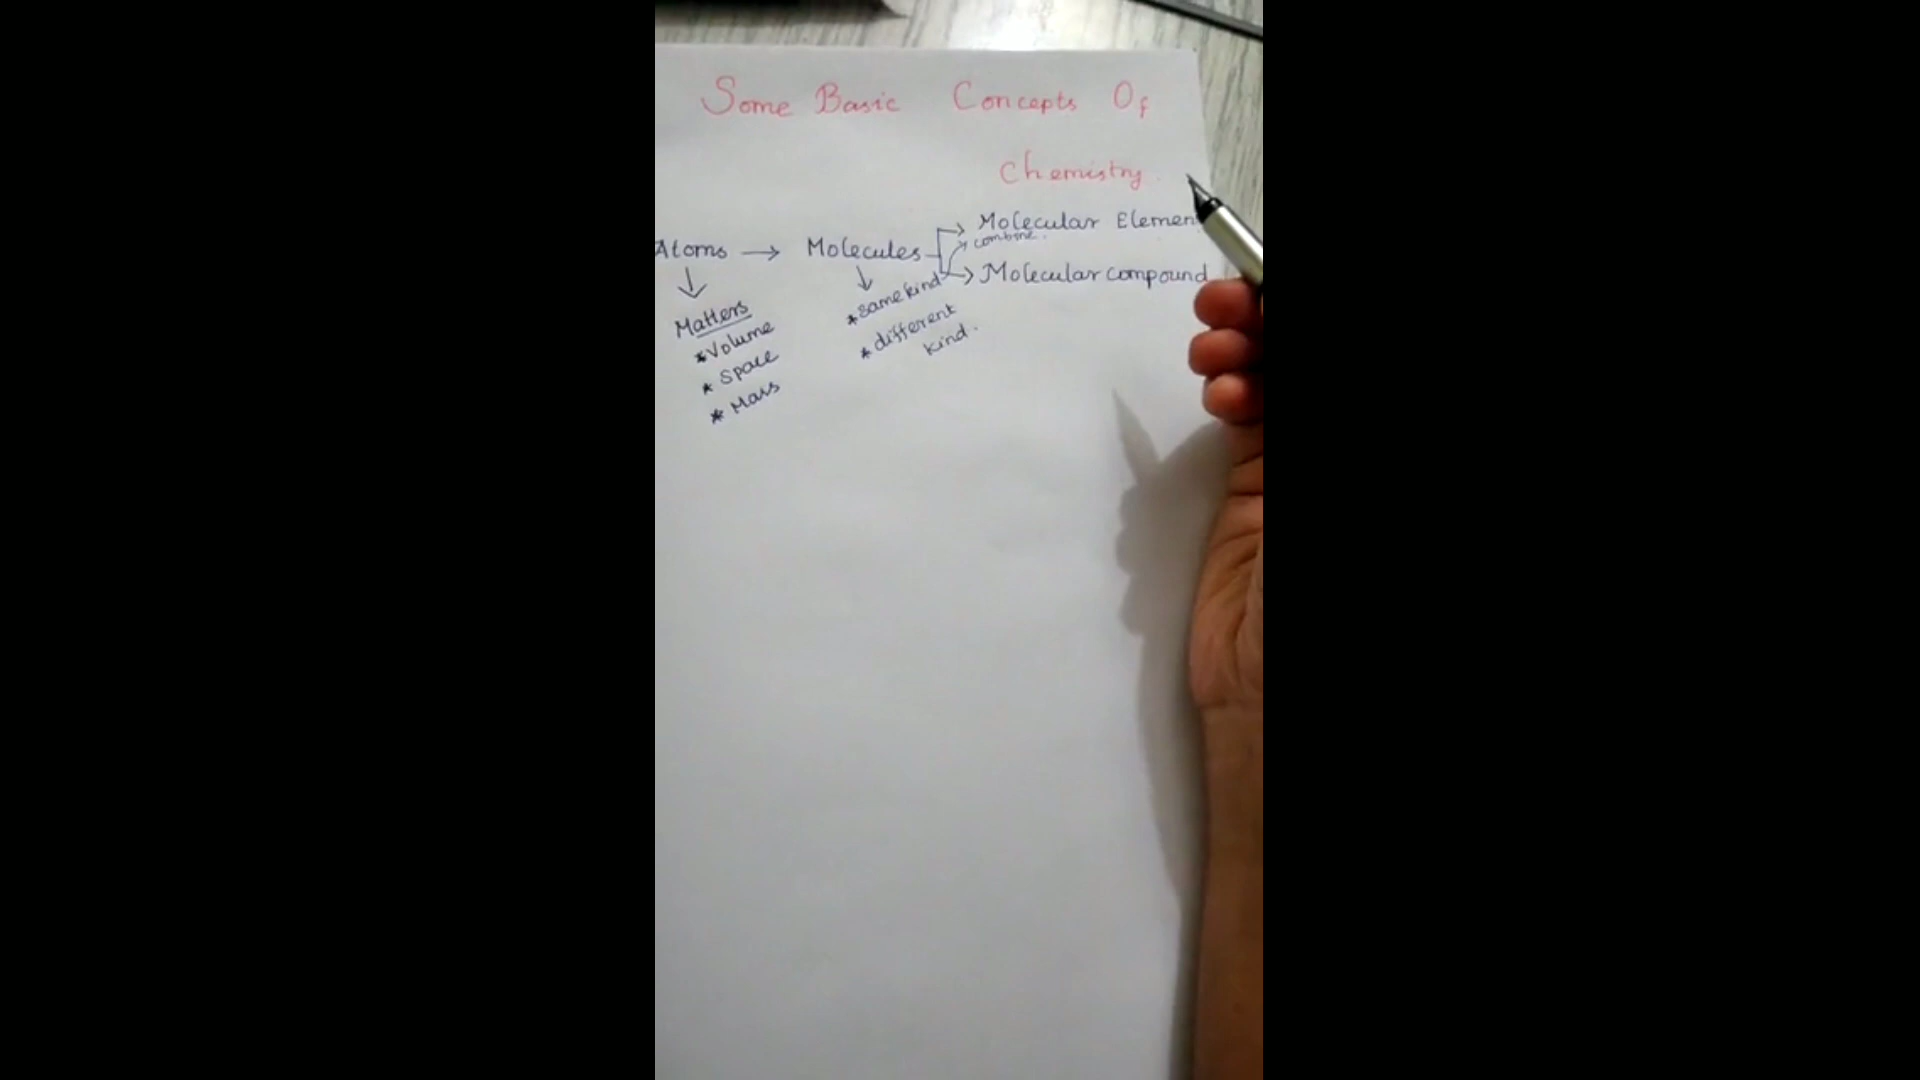 Some Basic Concepts Of
Chemistry.
Molecular Element
combine.
Atoms → Molecules
Molecular compound
Matters
* Volume
* Space
* Mass
* same kind
* different
kind.